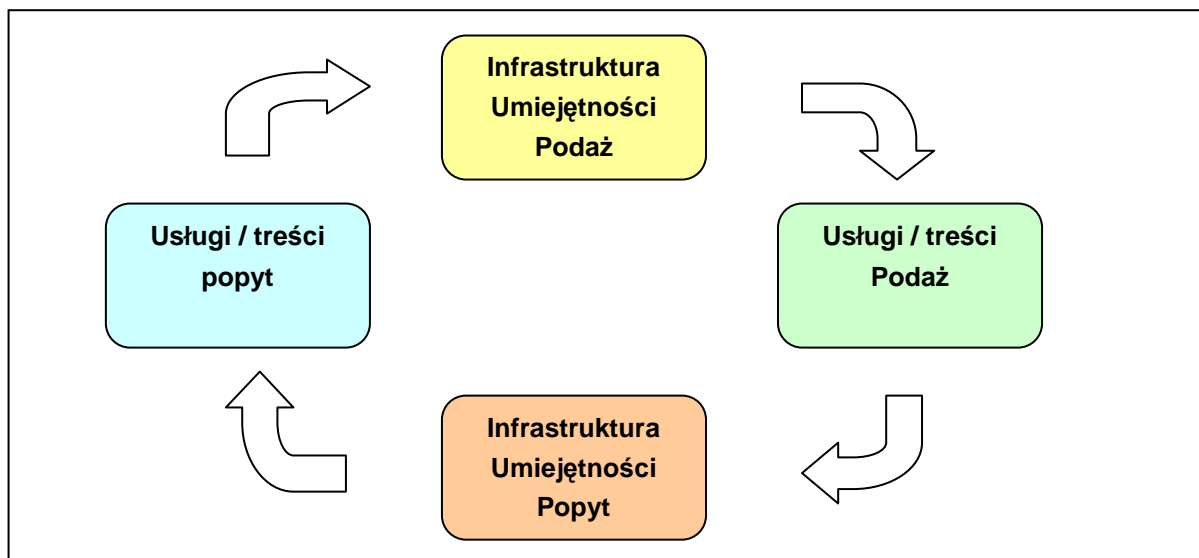 Infrastruktura
Umiejętności
Podaż
Usługi / treści
popyt
Usługi / treści
Podaż
Infrastruktura
Umiejętności
Popyt